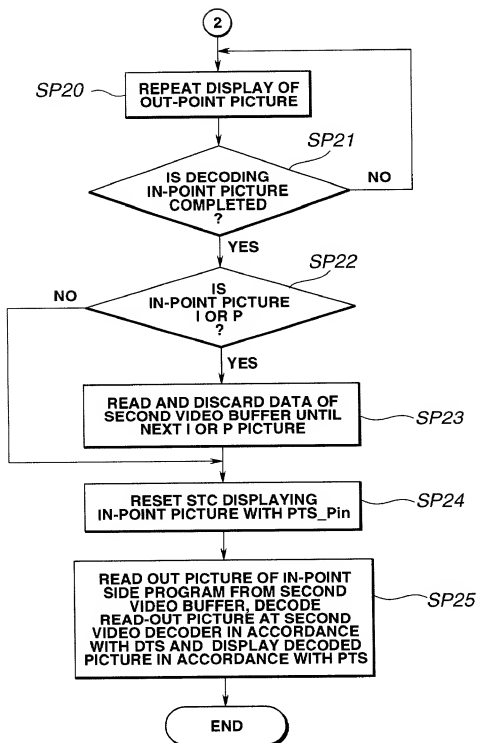 2
SP20
REPEAT DISPLAY OF
OUT-POINT PICTURE
SP21
IS DECODING
IN-POINT PICTURE
COMPLETED
?
NO
YES
SP22
IS
IN-POINT PICTURE
I OR P
?
NO
YES
READ AND DISCARD DATA OF
SECOND VIDEO BUFFER UNTIL
NEXT I OR P PICTURE
SP23
RESET STC DISPLAYING
IN-POINT PICTURE WITH PTS_Pin
SP24
READ OUT PICTURE OF IN-POINT
SIDE PROGRAM FROM SECOND
VIDEO BUFFER, DECODE
READ-OUT PICTURE AT SECOND
VIDEO DECODER IN ACCORDANCE
WITH DTS AND DISPLAY DECODED
PICTURE IN ACCORDANCE WITH PTS
SP25
END